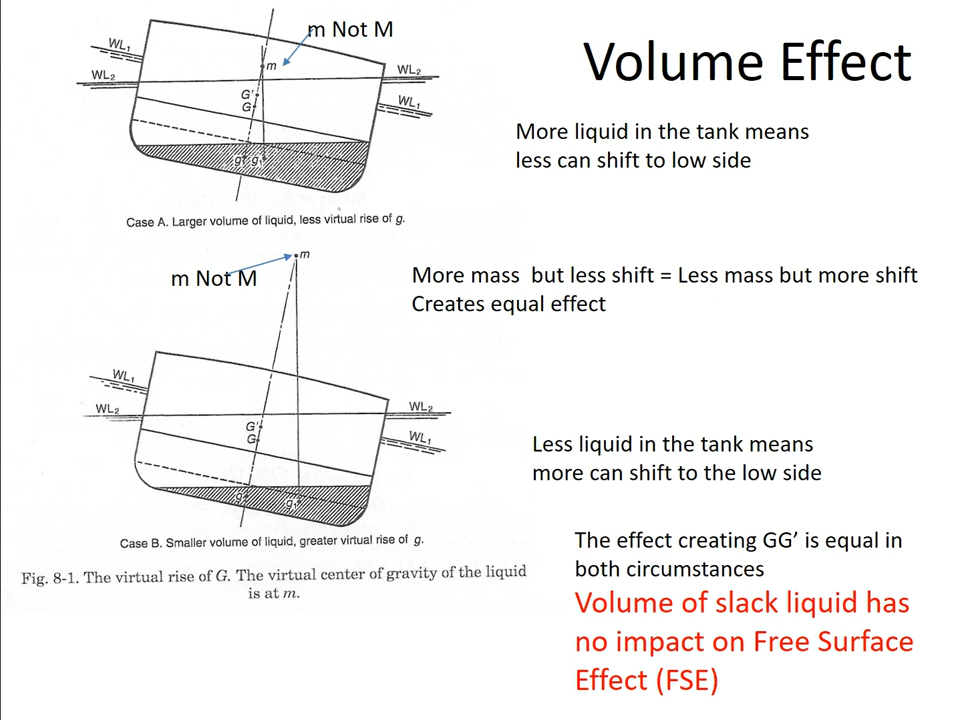 Volume Effect
m Not M
WL1
m
WL2
WL2
G'
G
WL1
g
g1
More liquid in the tank means
less can shift to low side
Case A. Larger volume of liquid, less virtual rise of g.
m
m Not M
More mass but less shift = Less mass but more shift
Creates equal effect
WL1
WL2
WL2
G'
G
WL1
g
g1
Less liquid in the tank means
more can shift to the low side
Case B. Smaller volume of liquid, greater virtual rise of g.
Fig. 8-1. The virtual rise of G. The virtual center of gravity of the liquid
is at m.
The effect creating GG’ is equal in
both circumstances
Volume of slack liquid has
no impact on Free Surface
Effect (FSE)